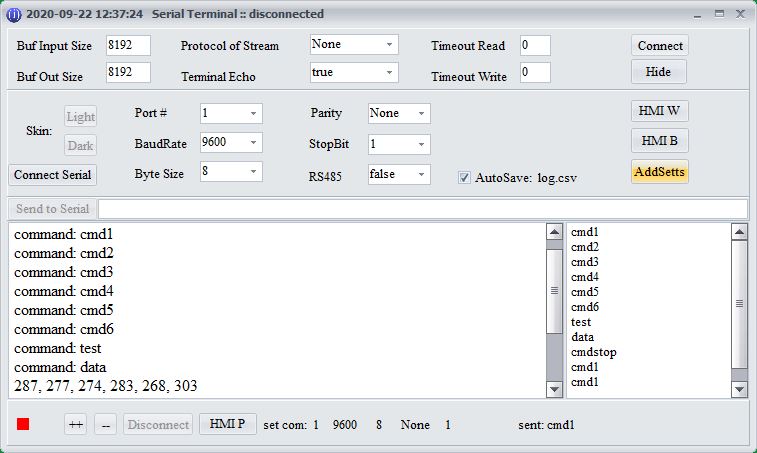 2020-09-22 12:37:24 Serial Terminal :: disconnected
Buf Input Size 8192 Protocol of Stream None Timeout Read 0 Connect
Buf Out Size 8192 Terminal Echo true Timeout Write 0 Hide
Skin: Light Port # 1 Parity None HMI W
Dark BaudRate 9600 StopBit 1 HMI B
Connect Serial Byte Size 8 RS485 false AutoSave: log.csv AddSetts
Send to Serial
command: cmd1
command: cmd2
command: cmd3
command: cmd4
command: cmd5
command: cmd6
command: test
command: data
287, 277, 274, 283, 268, 303
cmd1
cmd2
cmd3
cmd4
cmd5
cmd6
test
data
cmdstop
cmd1
cmd1
++ -- Disconnect HMI P set com: 1 9600 8 None 1 sent: cmd1